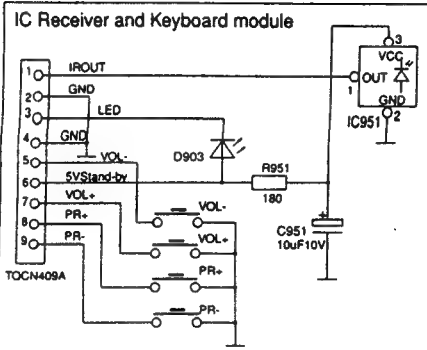 IC Receiver and Keyboard module
1 IROUT
2 GND
3 LED
4 GND
5 VOL-
6 5VStand-by
7 VOL+
8 PR+
9 PR-
TOCN409A
D903
R951
180
3
VCC
1 OUT
GND
2
IC951
+
C951
10uF10V
VOL-
VOL+
PR+
PR-